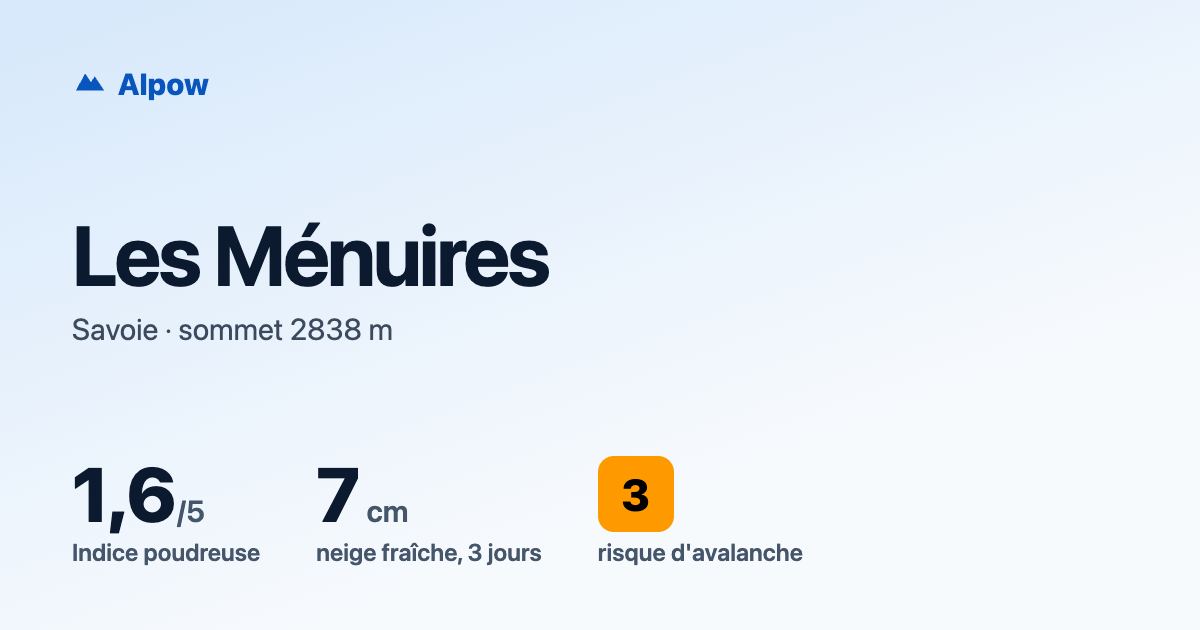 Alpow
Les Ménuires
Savoie · sommet 2838 m
1,6/5
Indice poudreuse
7 cm
neige fraîche, 3 jours
3
risque d'avalanche